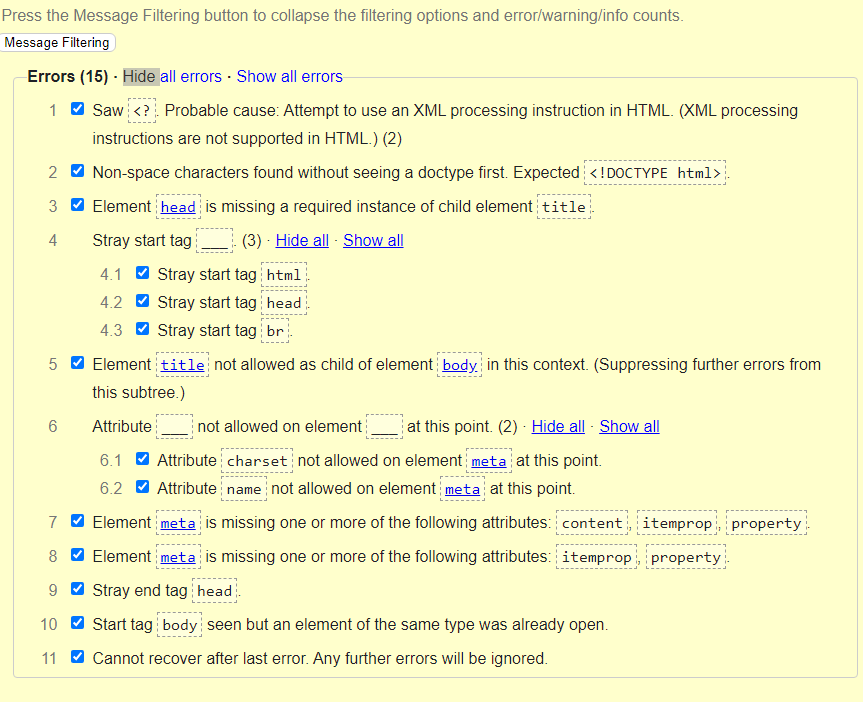 Press the Message Filtering button to collapse the filtering options and error/warning/info counts.
Message Filtering
Errors (15) · Hide all errors · Show all errors
1 Saw <?. Probable cause: Attempt to use an XML processing instruction in HTML. (XML processing
instructions are not supported in HTML.) (2)
2 Non-space characters found without seeing a doctype first. Expected <!DOCTYPE html>.
3 Element head is missing a required instance of child element title.
4 Stray start tag ___. (3) · Hide all · Show all
4.1 Stray start tag html.
4.2 Stray start tag head.
4.3 Stray start tag br.
5 Element title not allowed as child of element body in this context. (Suppressing further errors from
this subtree.)
6 Attribute ___ not allowed on element ___ at this point. (2) · Hide all · Show all
6.1 Attribute charset not allowed on element meta at this point.
6.2 Attribute name not allowed on element meta at this point.
7 Element meta is missing one or more of the following attributes: content, itemprop, property.
8 Element meta is missing one or more of the following attributes: itemprop, property.
9 Stray end tag head.
10 Start tag body seen but an element of the same type was already open.
11 Cannot recover after last error. Any further errors will be ignored.